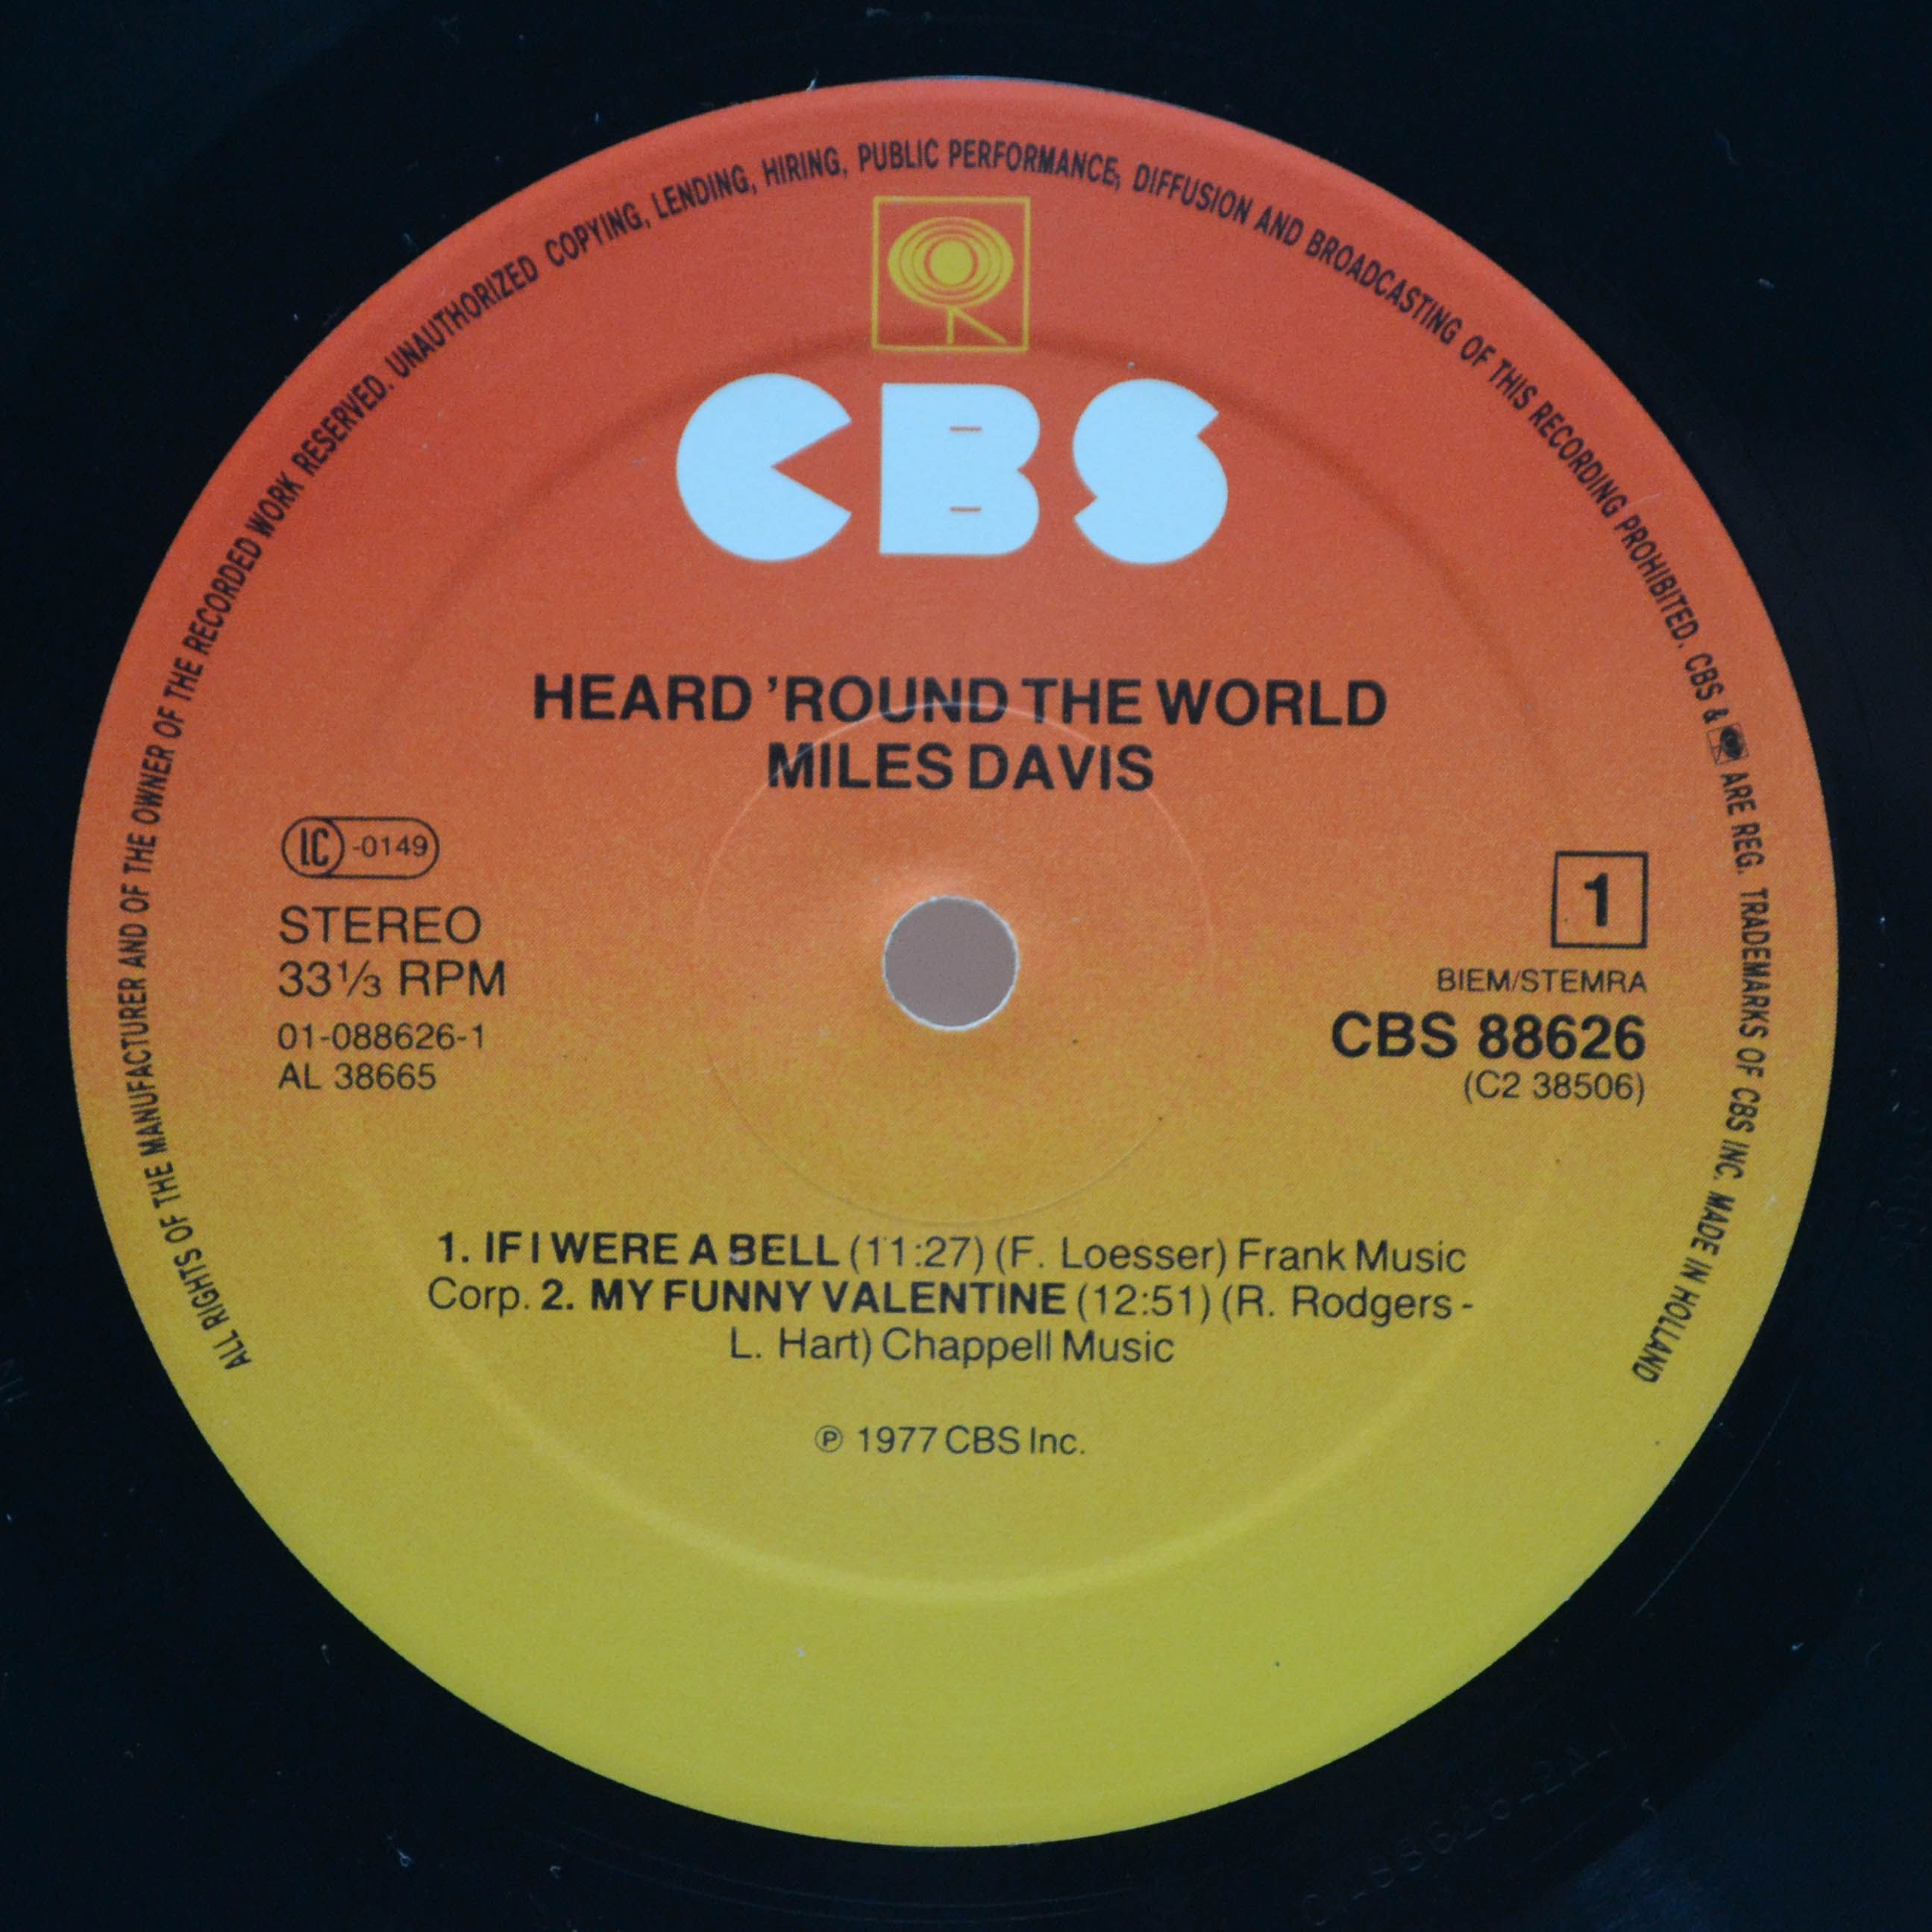 ALL RIGHTS OF THE MANUFACTURER AND OF THE OWNER OF THE RECORDED WORK RESERVED. UNAUTHORIZED COPYING, LENDING, HIRING, PUBLIC PERFORMANCE, DIFFUSION AND BROADCASTING OF THIS RECORDING PROHIBITED. CBS & ARE REG. TRADEMARKS OF CBS INC. MADE IN HOLLAND
CBS
HEARD 'ROUND THE WORLD
MILES DAVIS
LC -0149
STEREO
33 1/3 RPM
01-088626-1
AL 38665
1
BIEM/STEMRA
CBS 88626
(C2 38506)
1. IF I WERE A BELL (11:27) (F. Loesser) Frank Music
Corp. 2. MY FUNNY VALENTINE (12:51) (R. Rodgers -
L. Hart) Chappell Music
℗ 1977 CBS Inc.